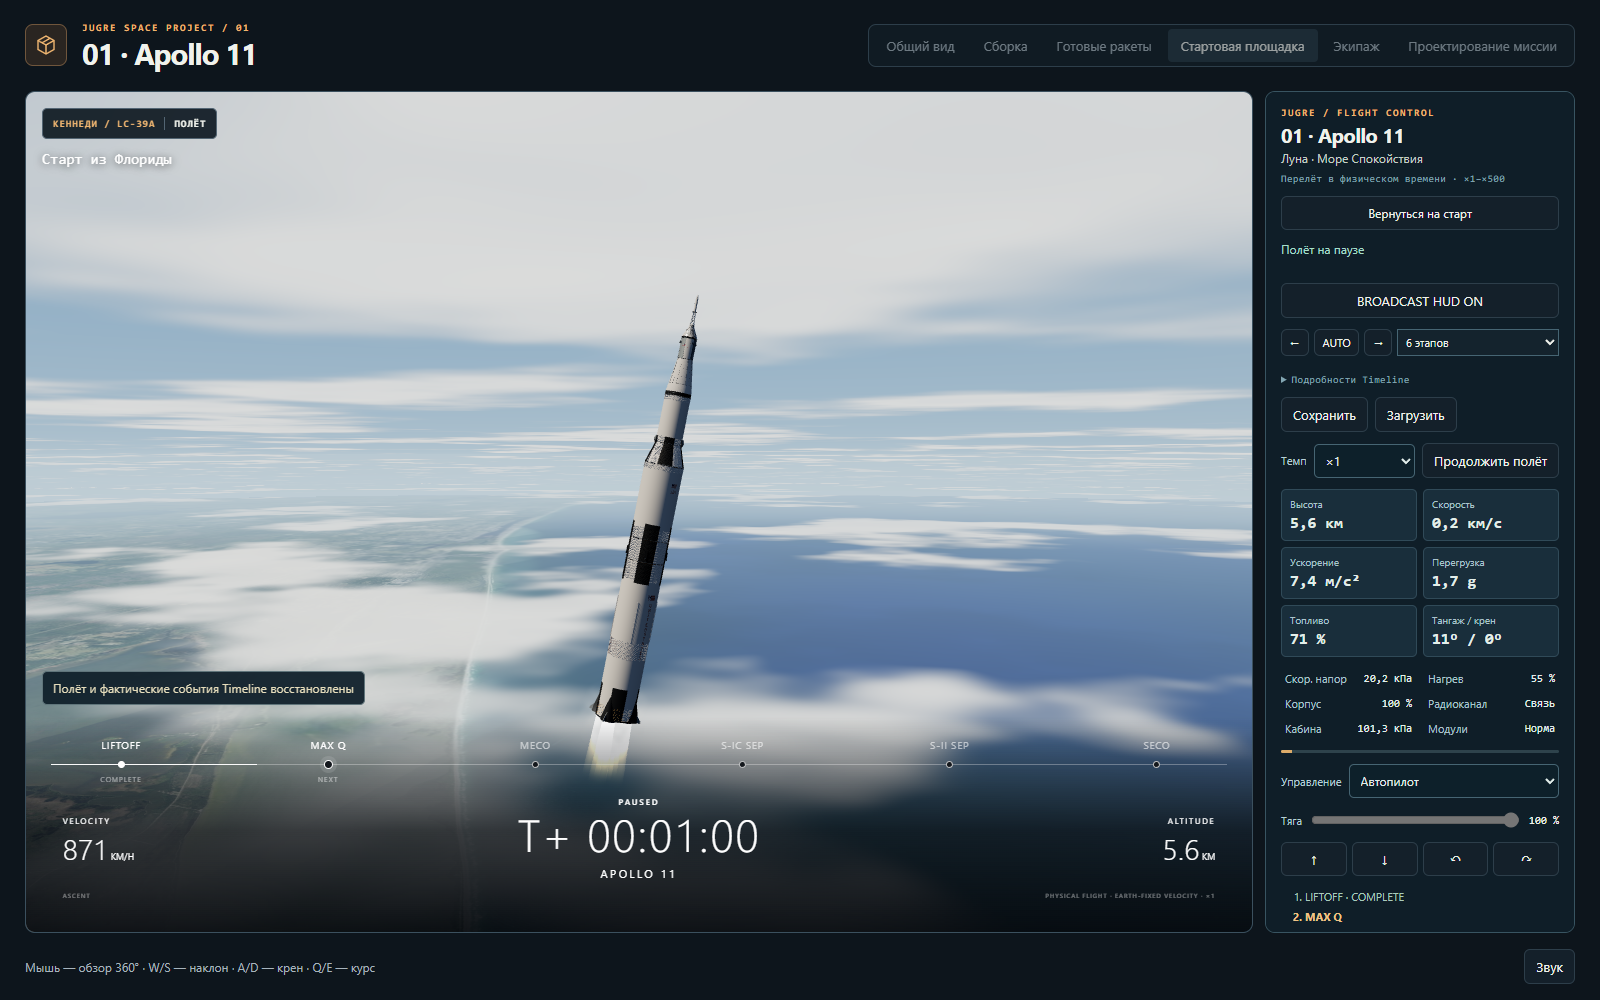 JUGRE SPACE PROJECT / 01
01 · Apollo 11
Общий вид
Сборка
Готовые ракеты
Стартовая площадка
Экипаж
Проектирование миссии
КЕННЕДИ / LC-39A | ПОЛЁТ
Старт из Флориды
Полёт и фактические события Timeline восстановлены
LIFTOFF
MAX Q
MECO
S-IC SEP
S-II SEP
SECO
COMPLETE
NEXT
PAUSED
VELOCITY
871 КМ/Н
T+ 00:01:00
ALTITUDE
5.6 КМ
APOLLO 11
ASCENT
PHYSICAL FLIGHT · EARTH-FIXED VELOCITY · ×1
JUGRE / FLIGHT CONTROL
01 · Apollo 11
Луна · Море Спокойствия
Перелёт в физическом времени · ×1–×500
Вернуться на старт
Полёт на паузе
BROADCAST HUD ON
← AUTO → 6 этапов
Подробности Timeline
Сохранить
Загрузить
Темп ×1 Продолжить полёт
Высота
5,6 км
Скорость
0,2 км/с
Ускорение
7,4 м/с²
Перегрузка
1,7 g
Топливо
71 %
Тангаж / крен
11° / 0°
Скор. напор 20,2 кПа
Нагрев 55 %
Корпус 100 %
Радиоканал Связь
Кабина 101,3 кПа
Модули Норма
Управление Автопилот
Тяга 100 %
↑ ↓ ↶ ↷
1. LIFTOFF · COMPLETE
2. MAX Q
Мышь — обзор 360° · W/S — наклон · A/D — крен · Q/E — курс
Звук